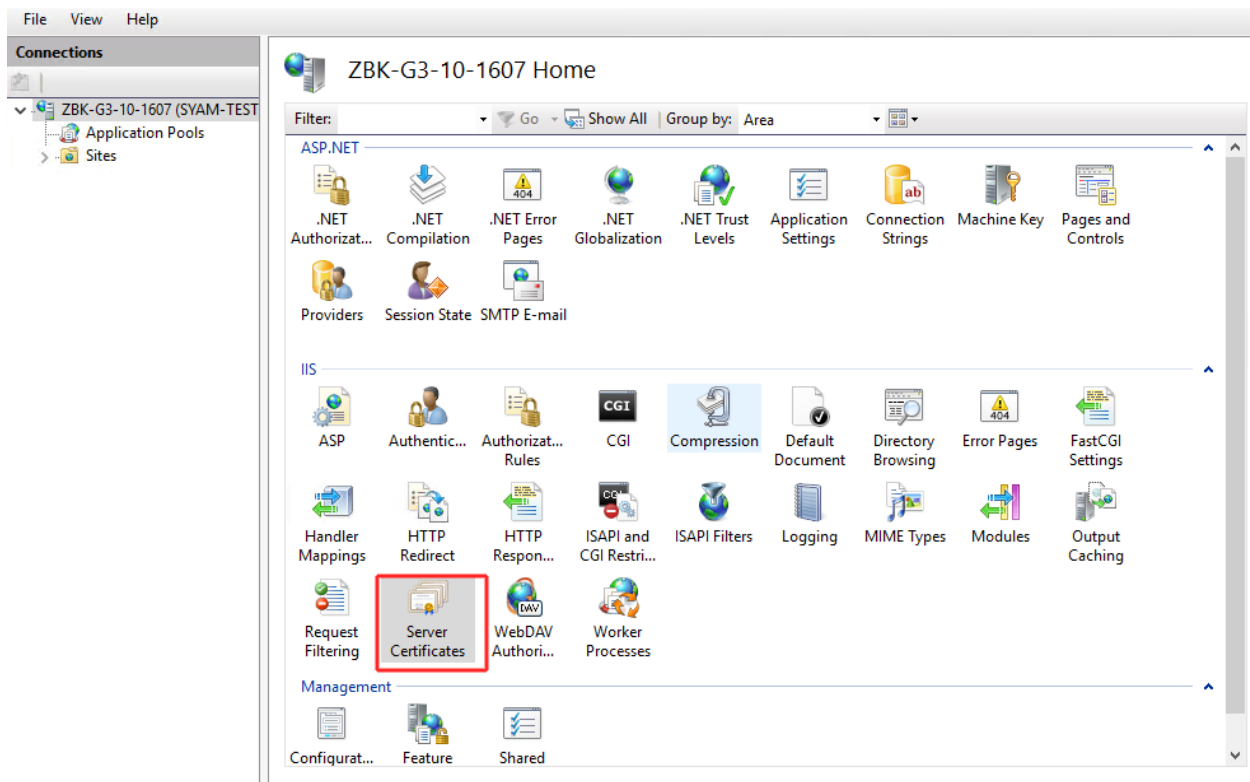 File View Help
Connections
ZBK-G3-10-1607 (SYAM-TEST
Application Pools
Sites
ZBK-G3-10-1607 Home
Filter: Go Show All Group by: Area
ASP.NET
404 ab
.NET .NET .NET Error .NET .NET Trust Application Connection Machine Key Pages and
Authorizat... Compilation Pages Globalization Levels Settings Strings Controls
Providers Session State SMTP E-mail
IIS
CGI 404
ASP Authentic... Authorizat... CGI Compression Default Directory Error Pages FastCGI
Rules Document Browsing Settings
Handler HTTP HTTP ISAPI and ISAPI Filters Logging MIME Types Modules Output
Mappings Redirect Respon... CGI Restri... Caching
DAV
Request Server WebDAV Worker
Filtering Certificates Authori... Processes
Management
Configurat... Feature Shared